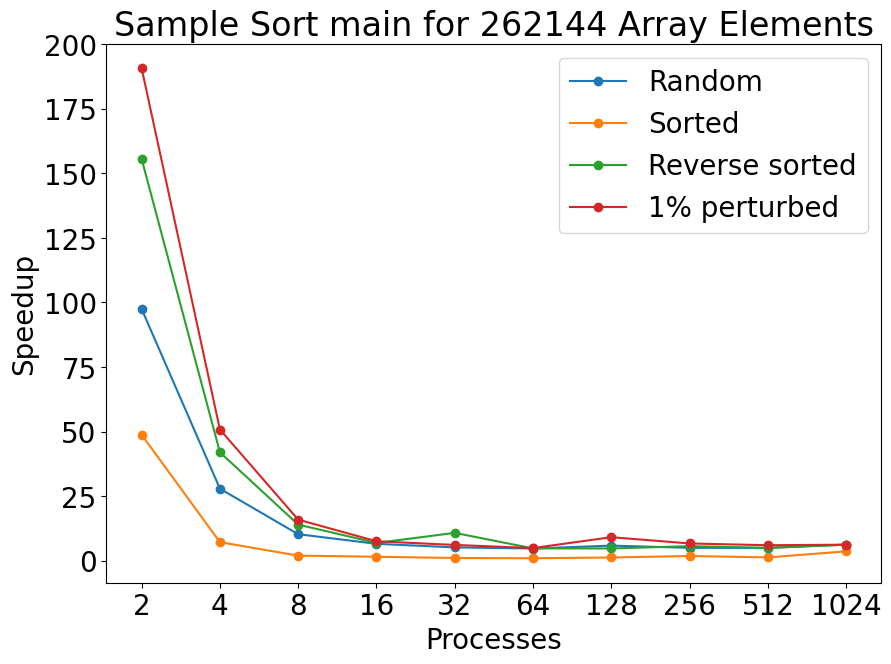 Sample Sort main for 262144 Array Elements
200
175
150
125
100
75
50
25
0
Speedup
Random
Sorted
Reverse sorted
1% perturbed
2 4 8 16 32 64 128 256 512 1024
Processes